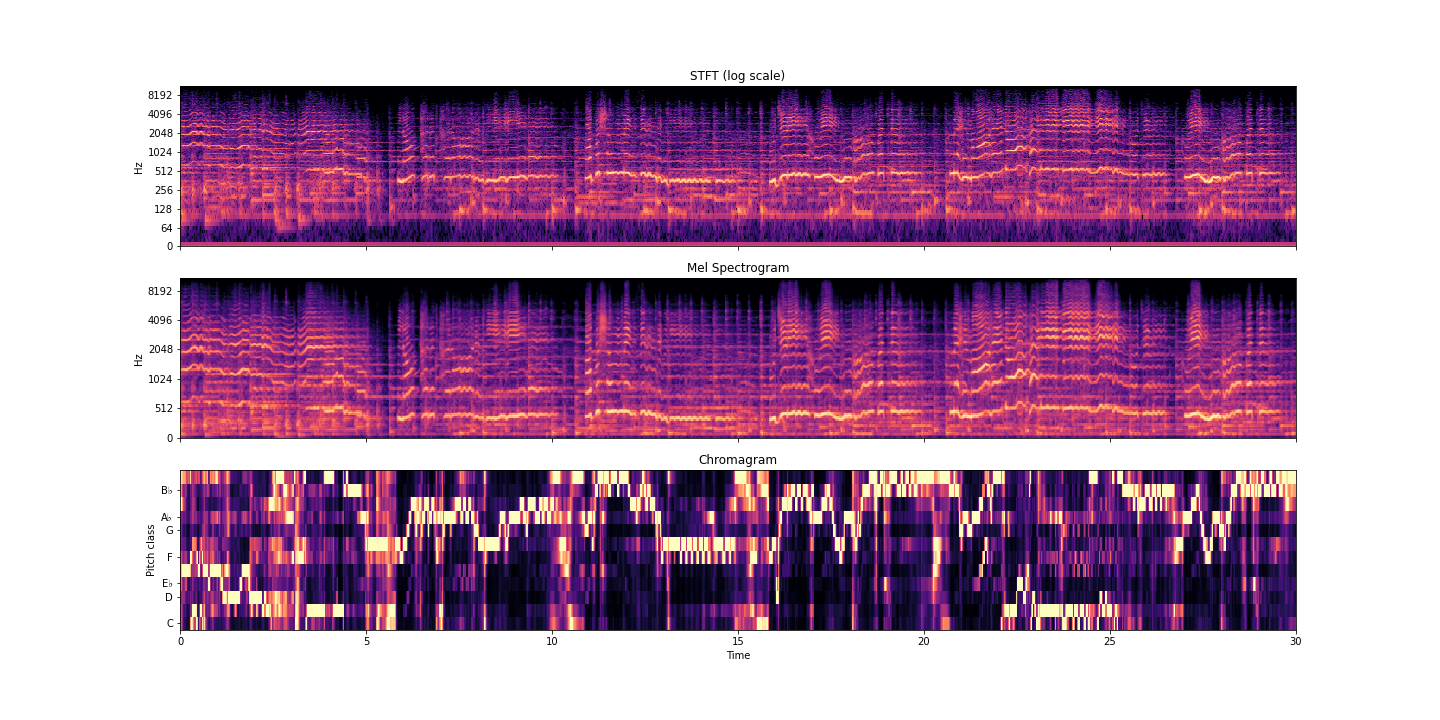 STFT (log scale)
8192
4096
2048
1024
512
256
128
64
0
Hz
Mel Spectrogram
8192
4096
2048
1024
512
0
Hz
Chromagram
B♭
A♭
G
F
E♭
D
C
Pitch class
0 5 10 15 20 25 30
Time